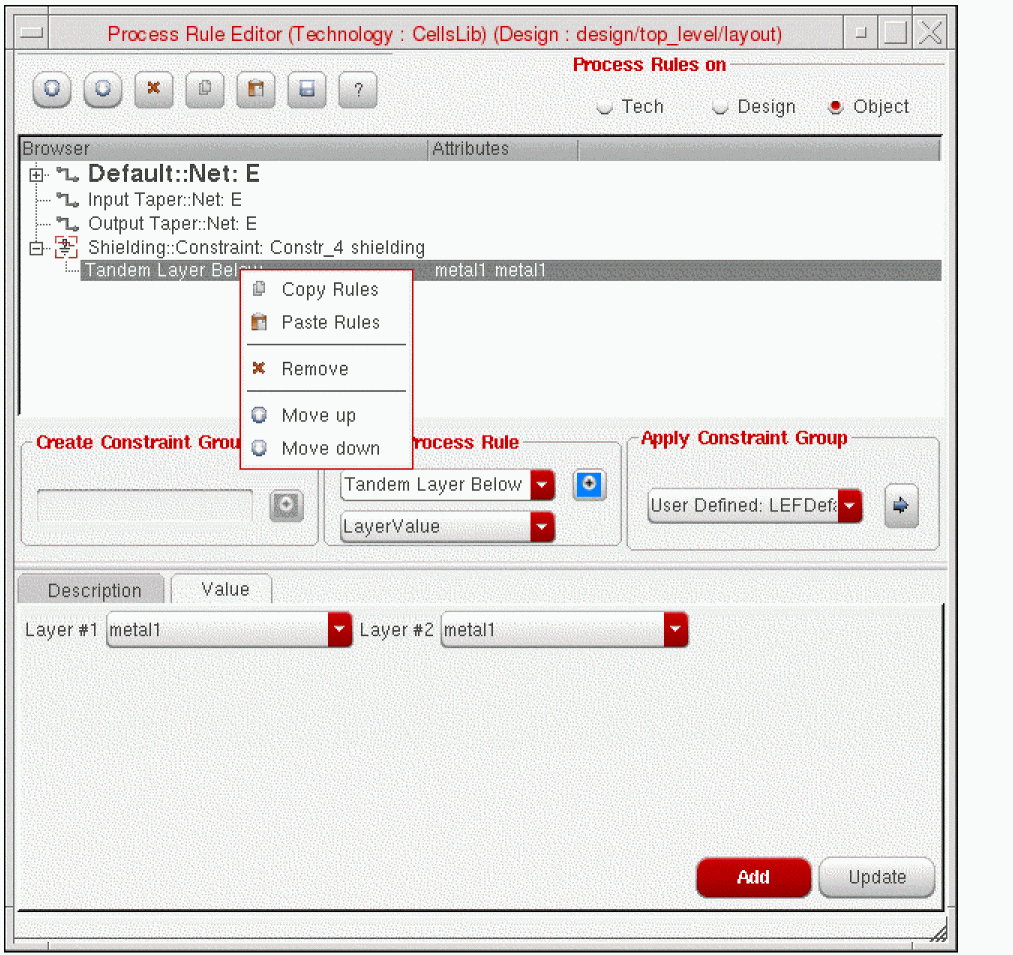 Process Rule Editor (Technology : CellsLib) (Design : design/top_level/layout)
Process Rules on
?
Tech Design Object
Browser Attributes
Default::Net: E
Input Taper::Net: E
Output Taper::Net: E
Shielding::Constraint: Constr_4 shielding
Tandem Layer Belo metal1 metal1
Copy Rules
Paste Rules
Remove
Move up
Move down
Create Constraint Grou rocess Rule Apply Constraint Group
Tandem Layer Below
User Defined: LEFDefa
LayerValue
Description Value
Layer #1 metal1 Layer #2 metal1
Add Update